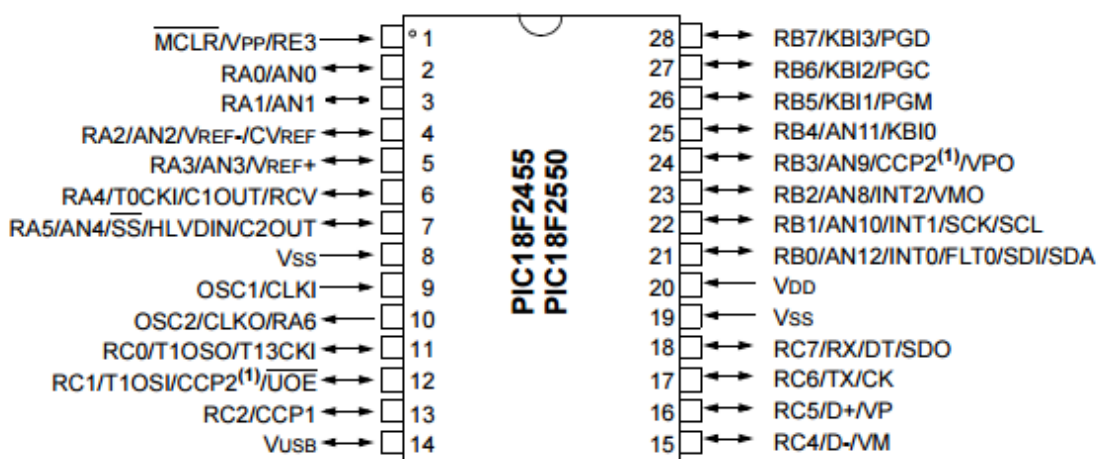 MCLR/VPP/RE3 1 28 RB7/KBI3/PGD
RA0/AN0 2 27 RB6/KBI2/PGC
RA1/AN1 3 26 RB5/KBI1/PGM
RA2/AN2/VREF-/CVREF 4 25 RB4/AN11/KBI0
RA3/AN3/VREF+ 5 24 RB3/AN9/CCP2(1)/VPO
RA4/T0CKI/C1OUT/RCV 6 23 RB2/AN8/INT2/VMO
RA5/AN4/SS/HLVDIN/C2OUT 7 22 RB1/AN10/INT1/SCK/SCL
VSS 8 21 RB0/AN12/INT0/FLT0/SDI/SDA
OSC1/CLKI 9 20 VDD
OSC2/CLKO/RA6 10 19 VSS
RC0/T1OSO/T13CKI 11 18 RC7/RX/DT/SDO
RC1/T1OSI/CCP2(1)/UOE 12 17 RC6/TX/CK
RC2/CCP1 13 16 RC5/D+/VP
VUSB 14 15 RC4/D-/VM
PIC18F2455
PIC18F2550